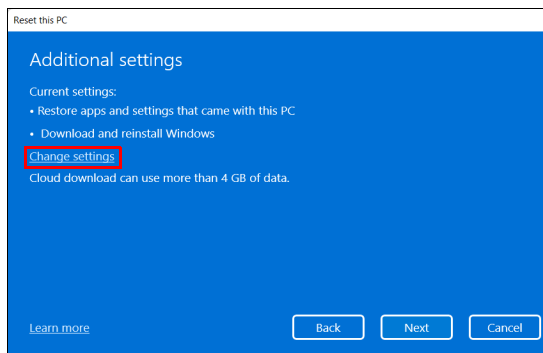 Reset this PC
Additional settings
Current settings:
• Restore apps and settings that came with this PC
• Download and reinstall Windows
Change settings
Cloud download can use more than 4 GB of data.
Learn more
Back
Next
Cancel